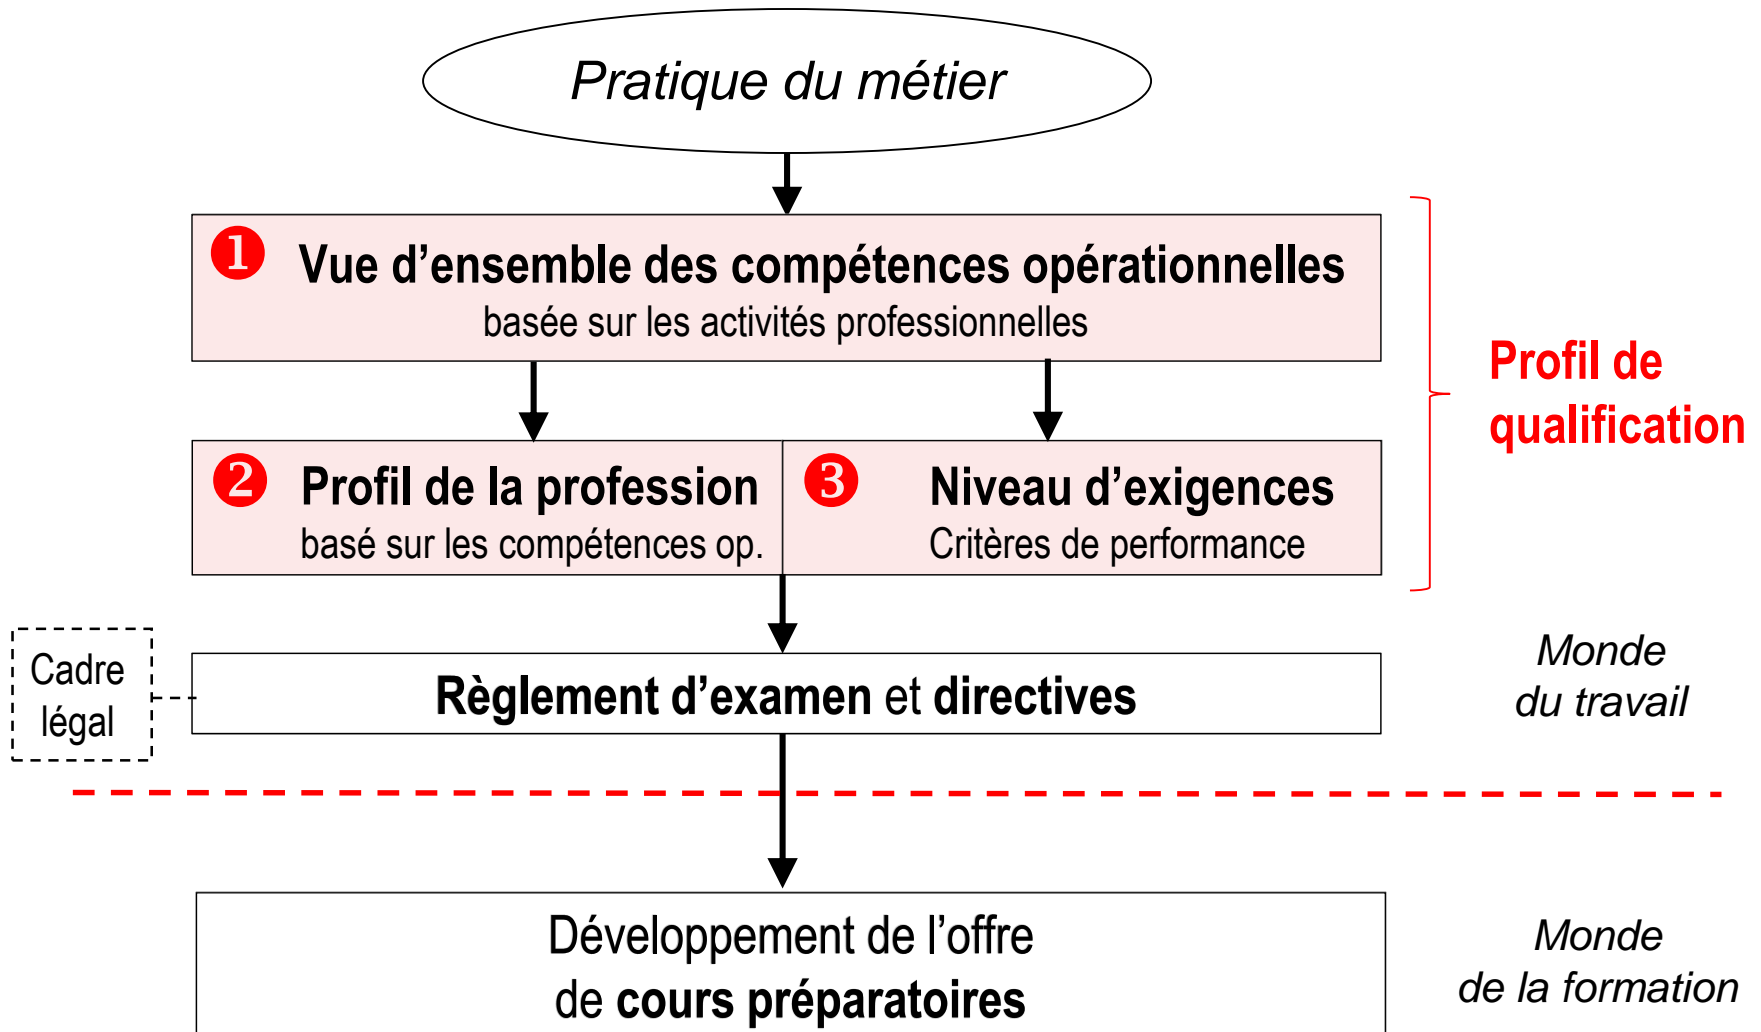 Pratique du métier
❶ Vue d’ensemble des compétences opérationnelles
basée sur les activités professionnelles
Profil de
qualification
❷ Profil de la profession
basé sur les compétences op.
❸ Niveau d’exigences
Critères de performance
Cadre
légal
Règlement d’examen et directives
Monde
du travail
Développement de l’offre
de cours préparatoires
Monde
de la formation